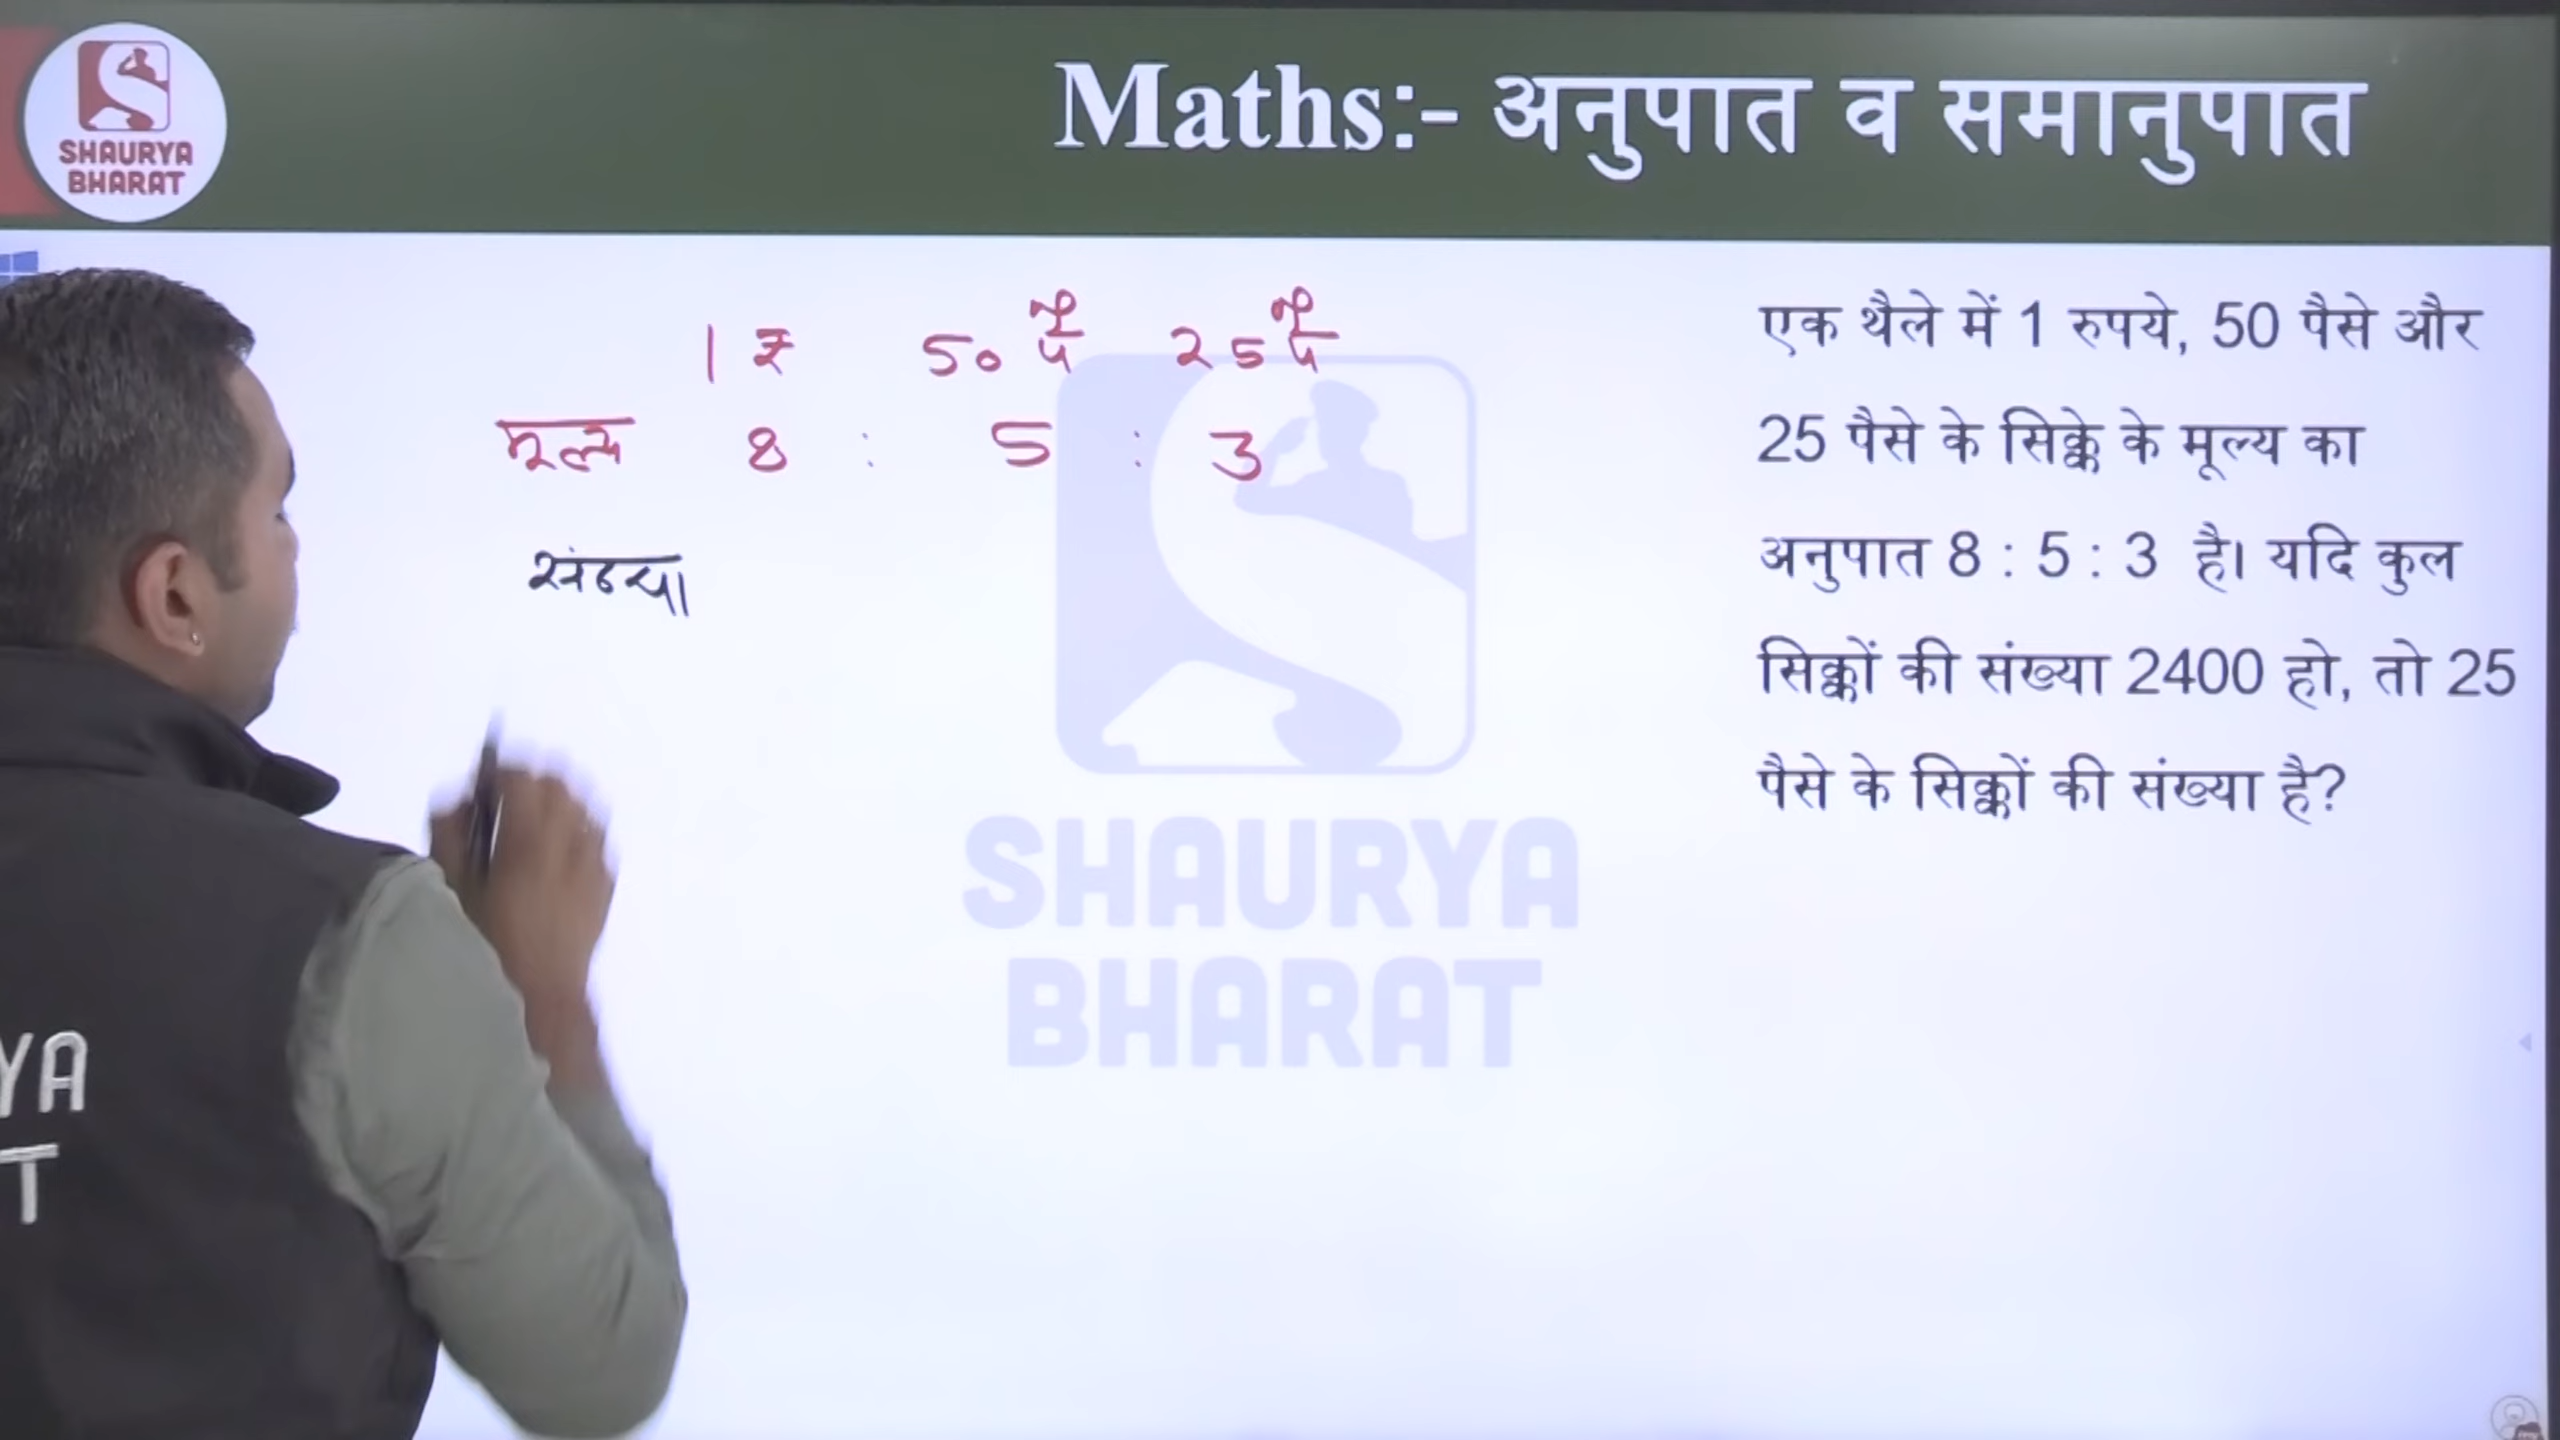 SHAURYA
BHARAT
Maths:- अनुपात व समानुपात
1 ₹ 50 पैसे 25 पैसे
मूल्य 8 : 5 : 3
संख्या
एक थैले में 1 रुपये, 50 पैसे और
25 पैसे के सिक्के के मूल्य का
अनुपात 8 : 5 : 3 है। यदि कुल
सिक्कों की संख्या 2400 हो, तो 25
पैसे के सिक्कों की संख्या है?
SHAURYA
BHARAT
YA
T